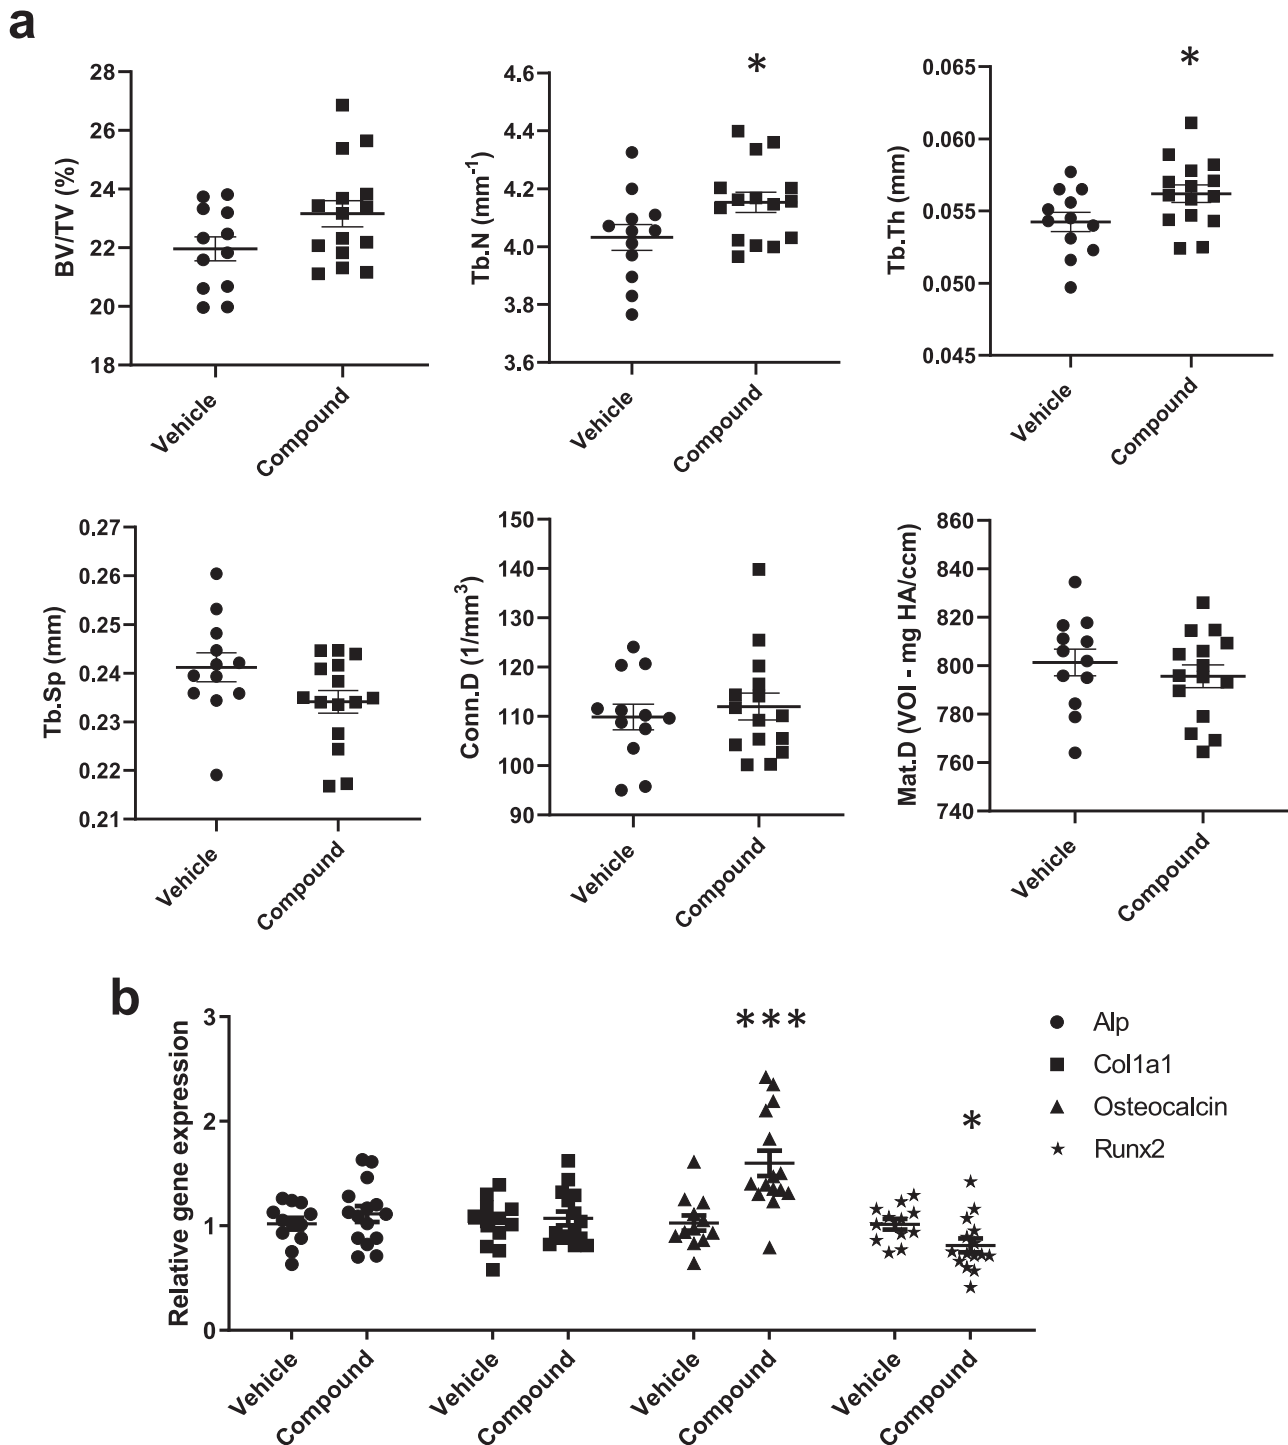 a
BV/TV (%)
28
26
24
22
20
18
Vehicle
Compound
Tb.N (mm⁻¹)
4.6
4.4
4.2
4.0
3.8
3.6
*
Vehicle
Compound
Tb.Th (mm)
0.065
0.060
0.055
0.050
0.045
*
Vehicle
Compound
Tb.Sp (mm)
0.27
0.26
0.25
0.24
0.23
0.22
0.21
Vehicle
Compound
Conn.D (1/mm³)
150
140
130
120
110
100
90
Vehicle
Compound
Mat.D (VOI - mg HA/ccm)
860
840
820
800
780
760
740
Vehicle
Compound
b
Relative gene expression
3
2
1
0
***
*
Vehicle
Compound
Vehicle
Compound
Vehicle
Compound
Vehicle
Compound
Alp
Col1a1
Osteocalcin
Runx2